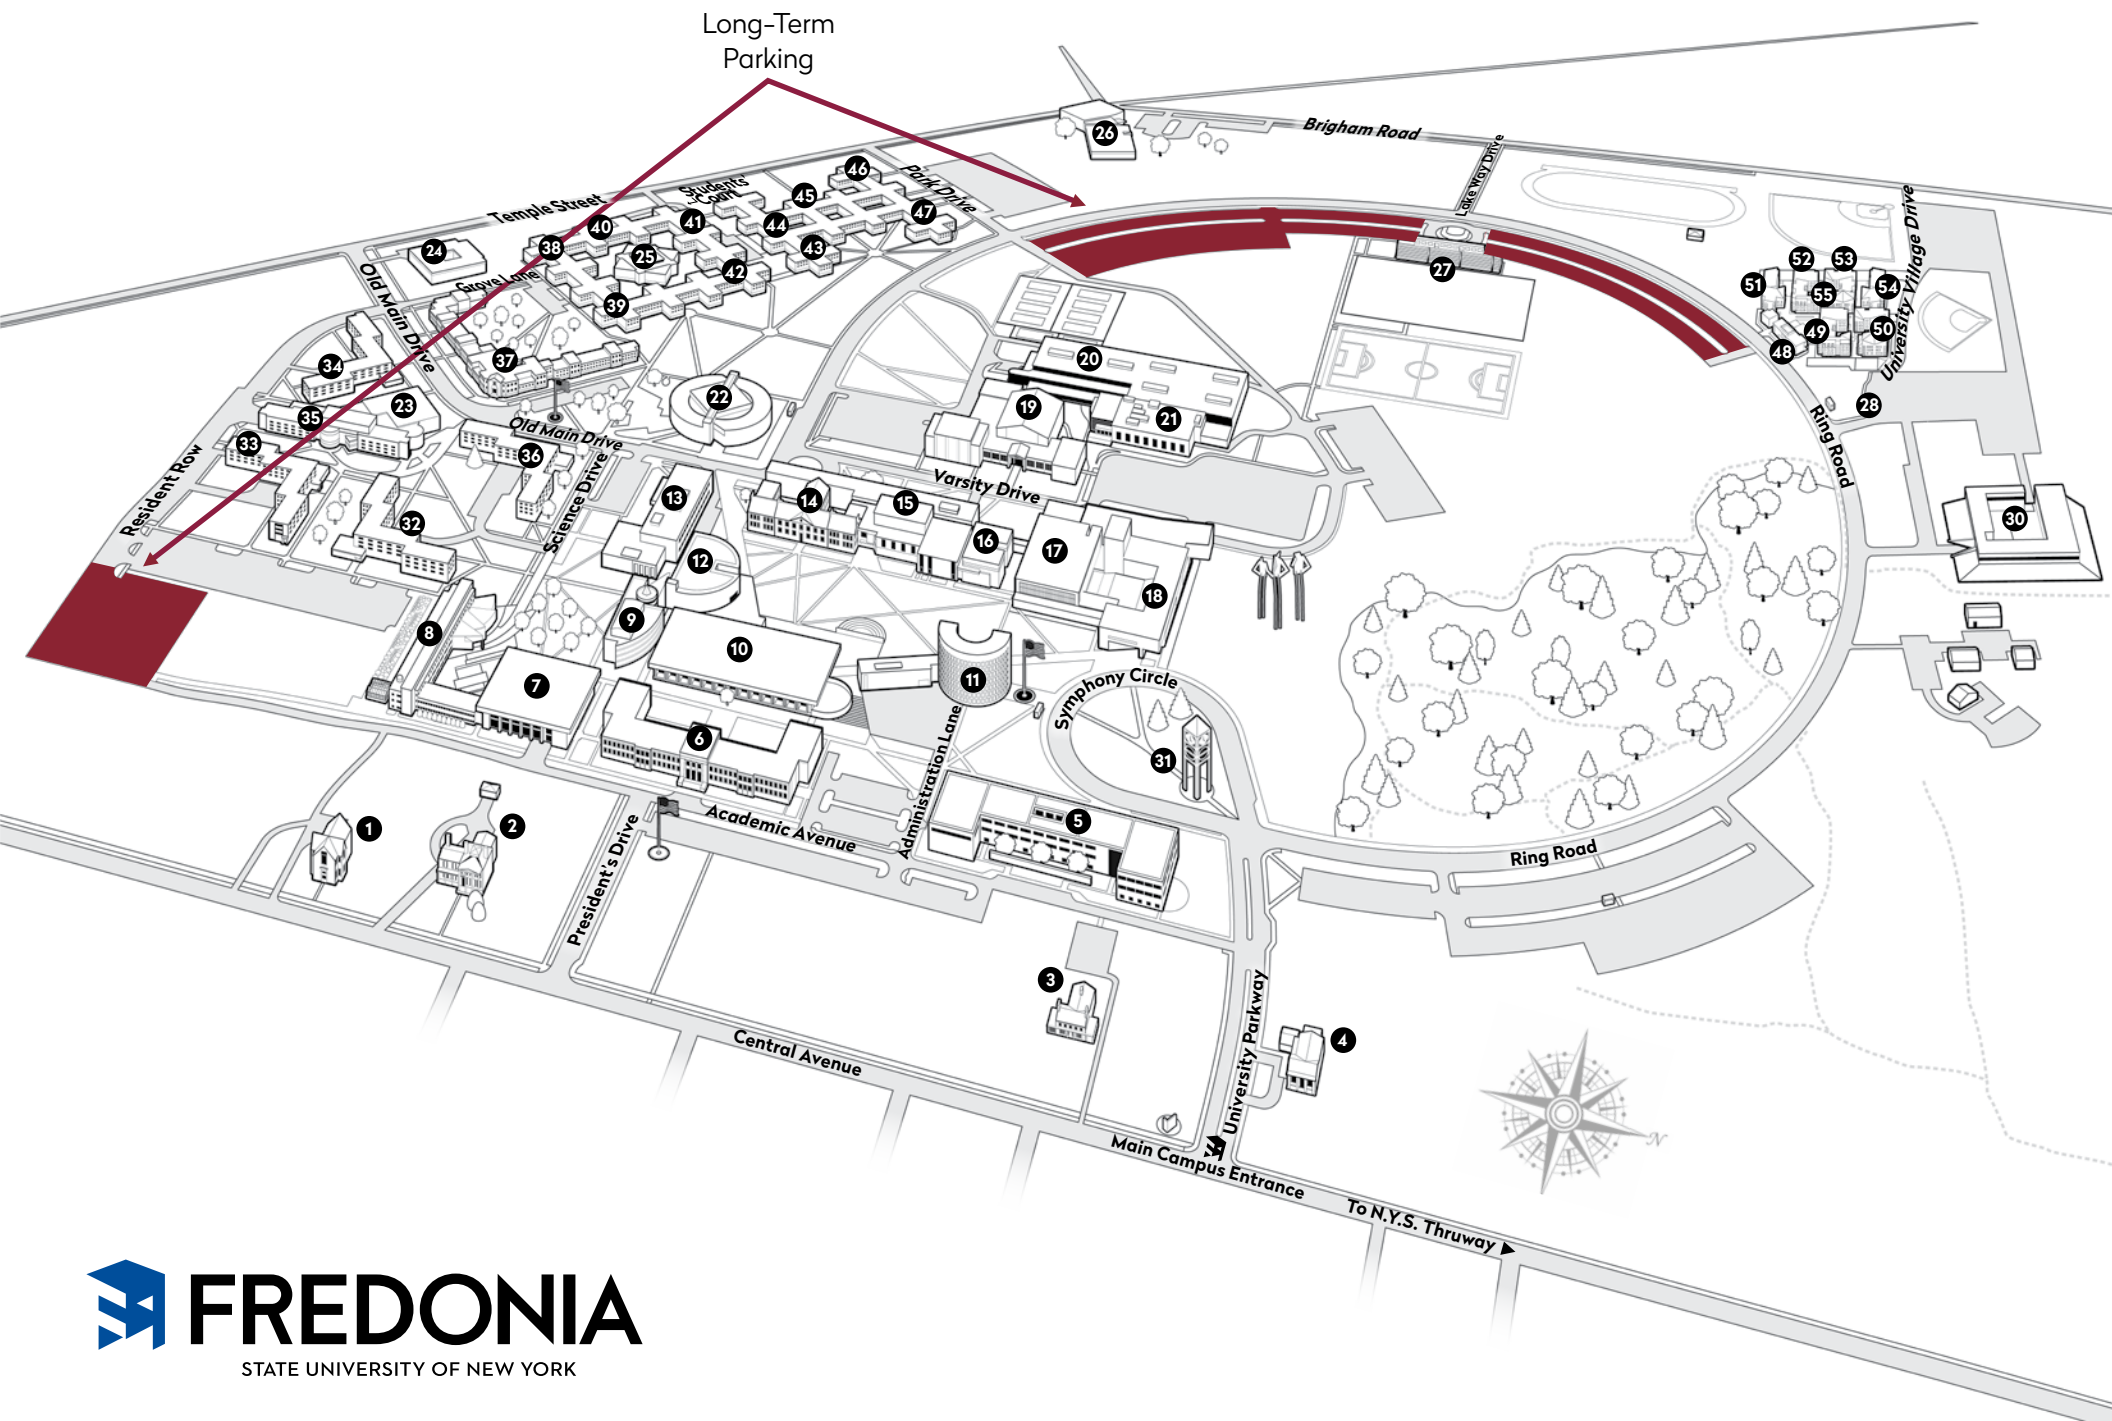 Long-Term
Parking
26
Brigham Road
Lake Way Drive
46
Park Drive
Students'
Court
45
47
Temple Street
41
40
44
43
38
24
25
42
27
Grove Lane
39
Old Main Drive
52
53
51
54
55
University Village Drive
49
50
48
37
34
20
22
23
19
35
21
28
Old Main Drive
33
36
Ring Road
Resident Row
Science Drive
Varsity Drive
13
14
15
32
16
17
30
12
18
9
8
10
7
11
Symphony Circle
6
31
Administration Lane
1
2
Academic Avenue
5
President's Drive
Ring Road
3
University Parkway
4
Central Avenue
N
Main Campus Entrance
To N.Y.S. Thruway
FREDONIA
STATE UNIVERSITY OF NEW YORK